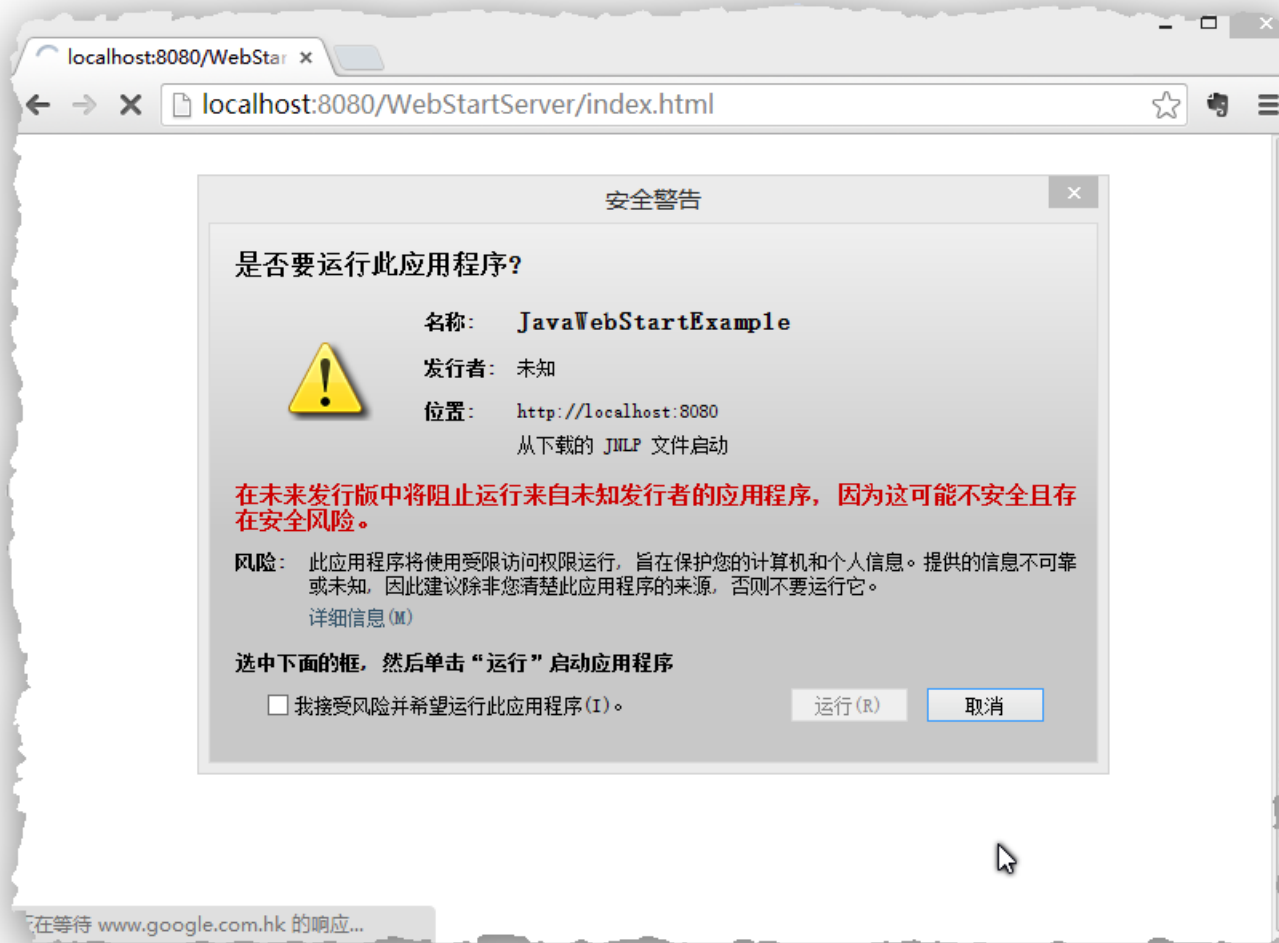 localhost:8080/WebStar
localhost:8080/WebStartServer/index.html
安全警告
是否要运行此应用程序?
名称: JavaWebStartExample
发行者: 未知
位置: http://localhost:8080
从下载的 JNLP 文件启动
在未来发行版中将阻止运行来自未知发行者的应用程序, 因为这可能不安全且存
在安全风险。
风险: 此应用程序将使用受限访问权限运行, 旨在保护您的计算机和个人信息。提供的信息不可靠
或未知, 因此建议除非您清楚此应用程序的来源, 否则不要运行它。
详细信息(M)
选中下面的框, 然后单击“运行”启动应用程序
我接受风险并希望运行此应用程序(I)。 运行(R) 取消
正在等待 www.google.com.hk 的响应...